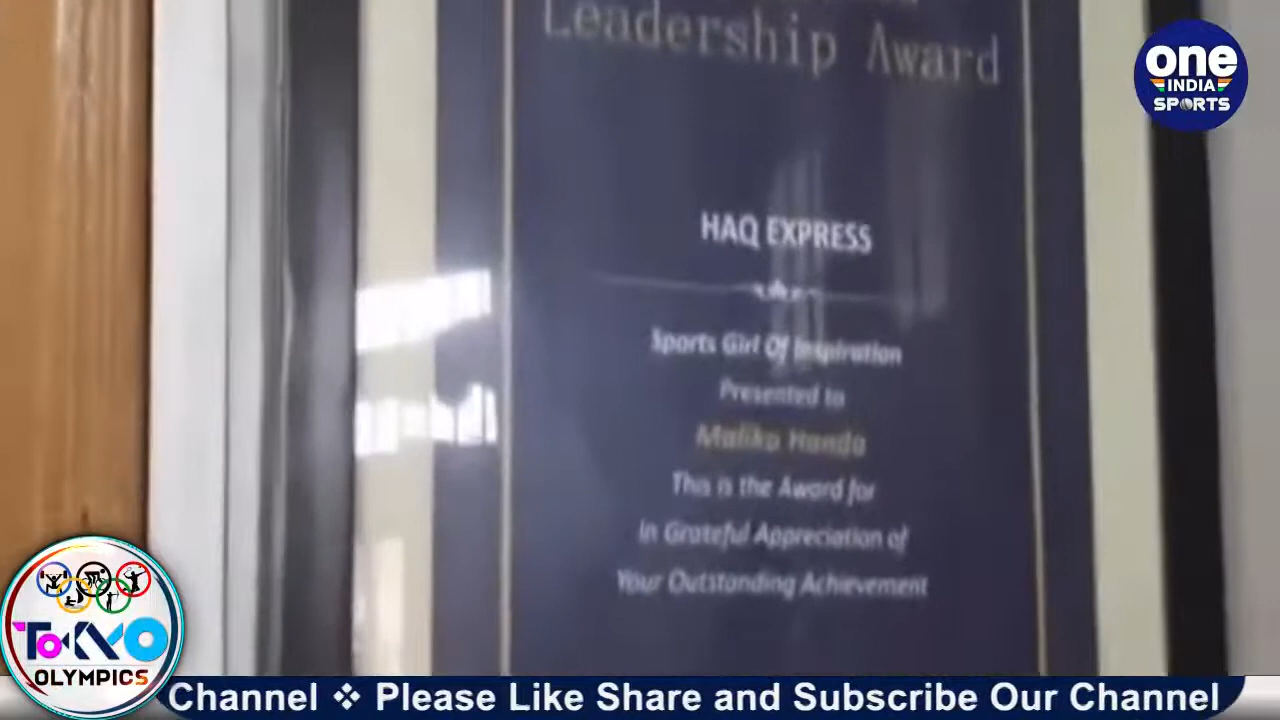 Leadership Award
one
INDIA
SPORTS
HAQ EXPRESS
Sports Girl Of Inspiration
Presented to
Malika Handa
This is the Award for
In Grateful Appreciation of
Your Outstanding Achievement
TOKYO
OLYMPICS
Channel ❖ Please Like Share and Subscribe Our Channel